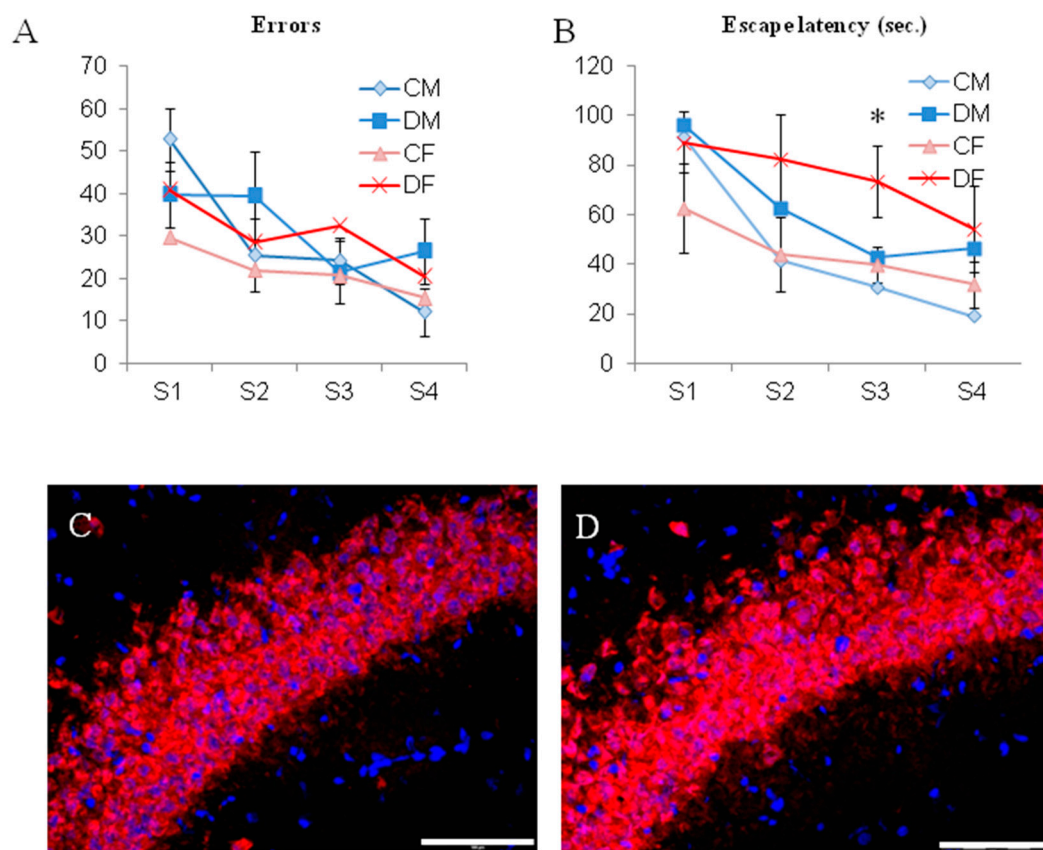 A
Errors
70
60
50
40
30
20
10
0
S1 S2 S3 S4
CM
DM
CF
DF
B
Escape latency (sec.)
120
100
80
60
40
20
0
S1 S2 S3 S4
*
CM
DM
CF
DF
C
D